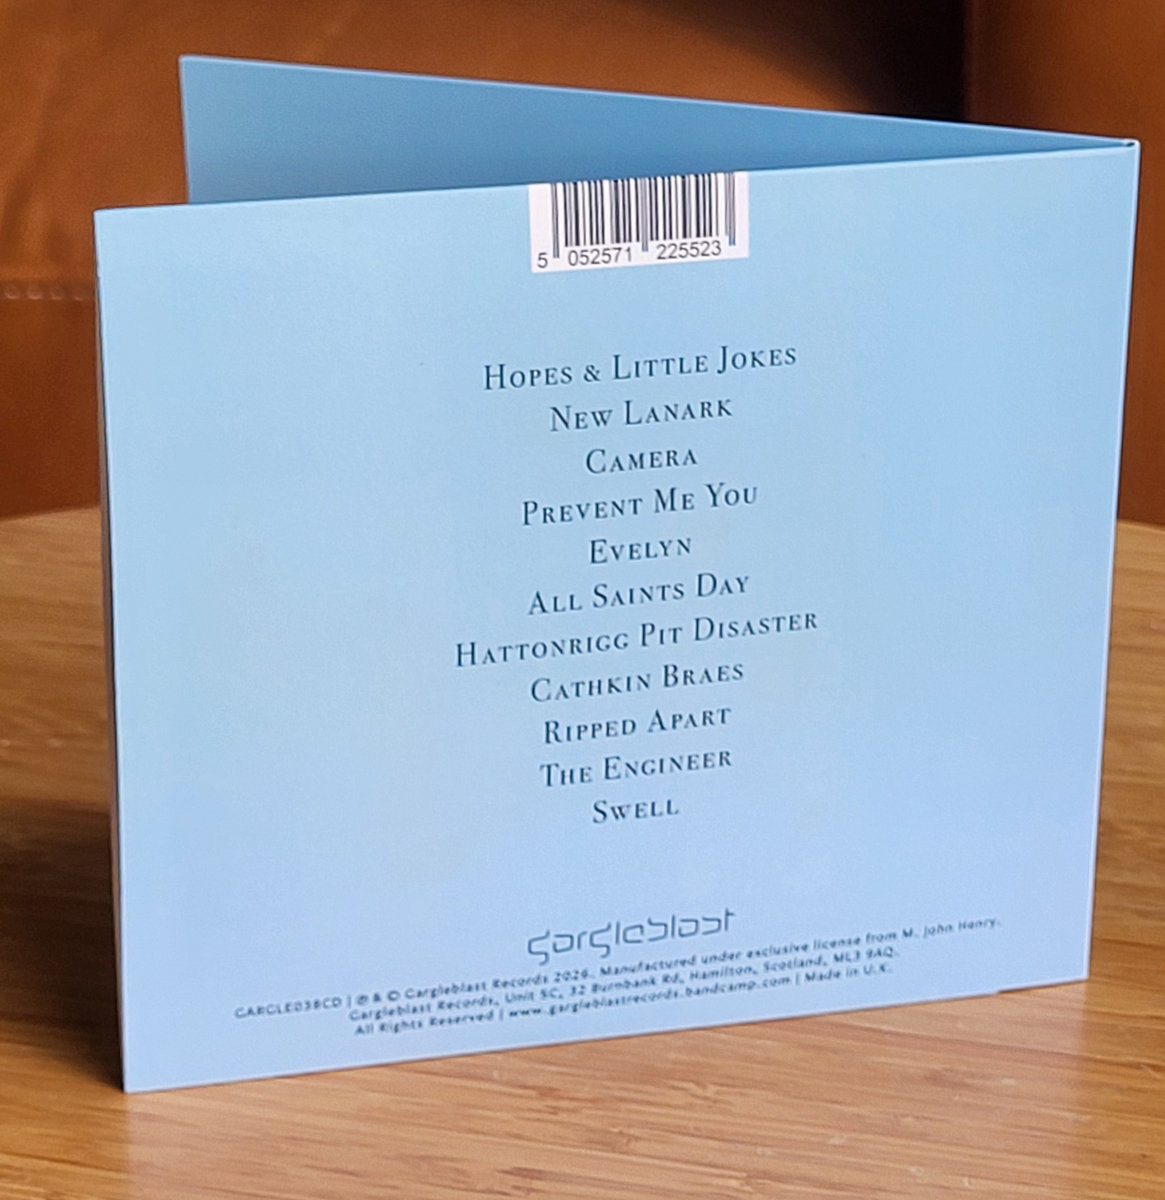 5 052571 225523
HOPES & LITTLE JOKES
NEW LANARK
CAMERA
PREVENT ME YOU
EVELYN
ALL SAINTS DAY
HATTONRIGG PIT DISASTER
CATHKIN BRAES
RIPPED APART
THE ENGINEER
SWELL
gargleblast
GARGLE038CD | ℗ & © Gargleblast Records 2026. Manufactured under exclusive license from M. John Henry.
Gargleblast Records, Unit 5C, 32 Burnbank Rd, Hamilton, Scotland, ML3 9AQ.
All Rights Reserved | www.gargleblastrecords.bandcamp.com | Made in U.K.